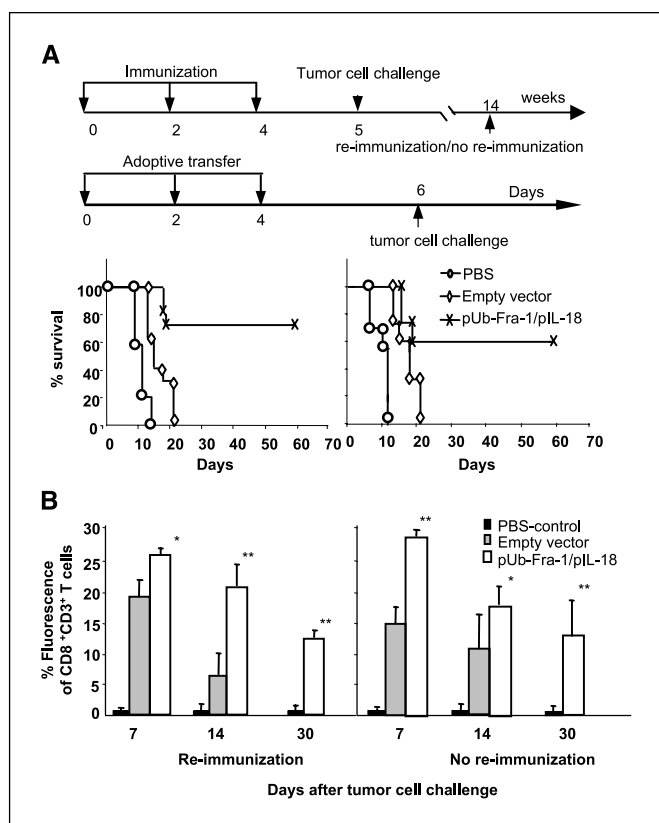 A
Immunization
Tumor cell challenge
0 2 4 5 14 weeks
re-immunization/no re-immunization
Adoptive transfer
0 2 4 6 Days
tumor cell challenge
% survival
100
80
60
40
20
0
0 10 20 30 40 50 60 70
Days
PBS
Empty vector
pUb-Fra-1/pIL-18
0 10 20 30 40 50 60 70
Days
B
% Fluorescence
of CD8 +CD3+ T cells
30
25
20
15
10
5
0
* ** **
** * **
PBS-control
Empty vector
pUb-Fra-1/pIL-18
7 14 30 7 14 30
Re-immunization No re-immunization
Days after tumor cell challenge